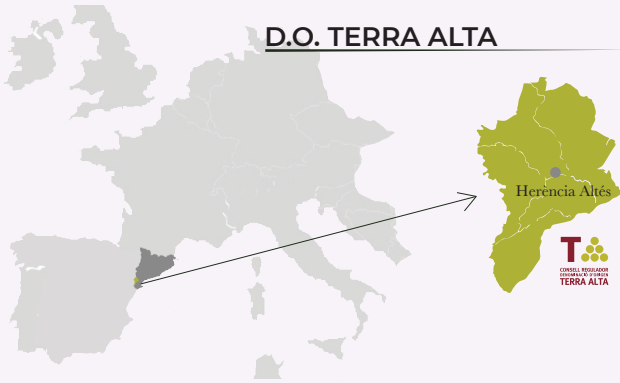 D.O. TERRA ALTA
Herència Altés
T
CONSELL REGULADOR
DENOMINACIÓ D'ORIGEN
TERRA ALTA